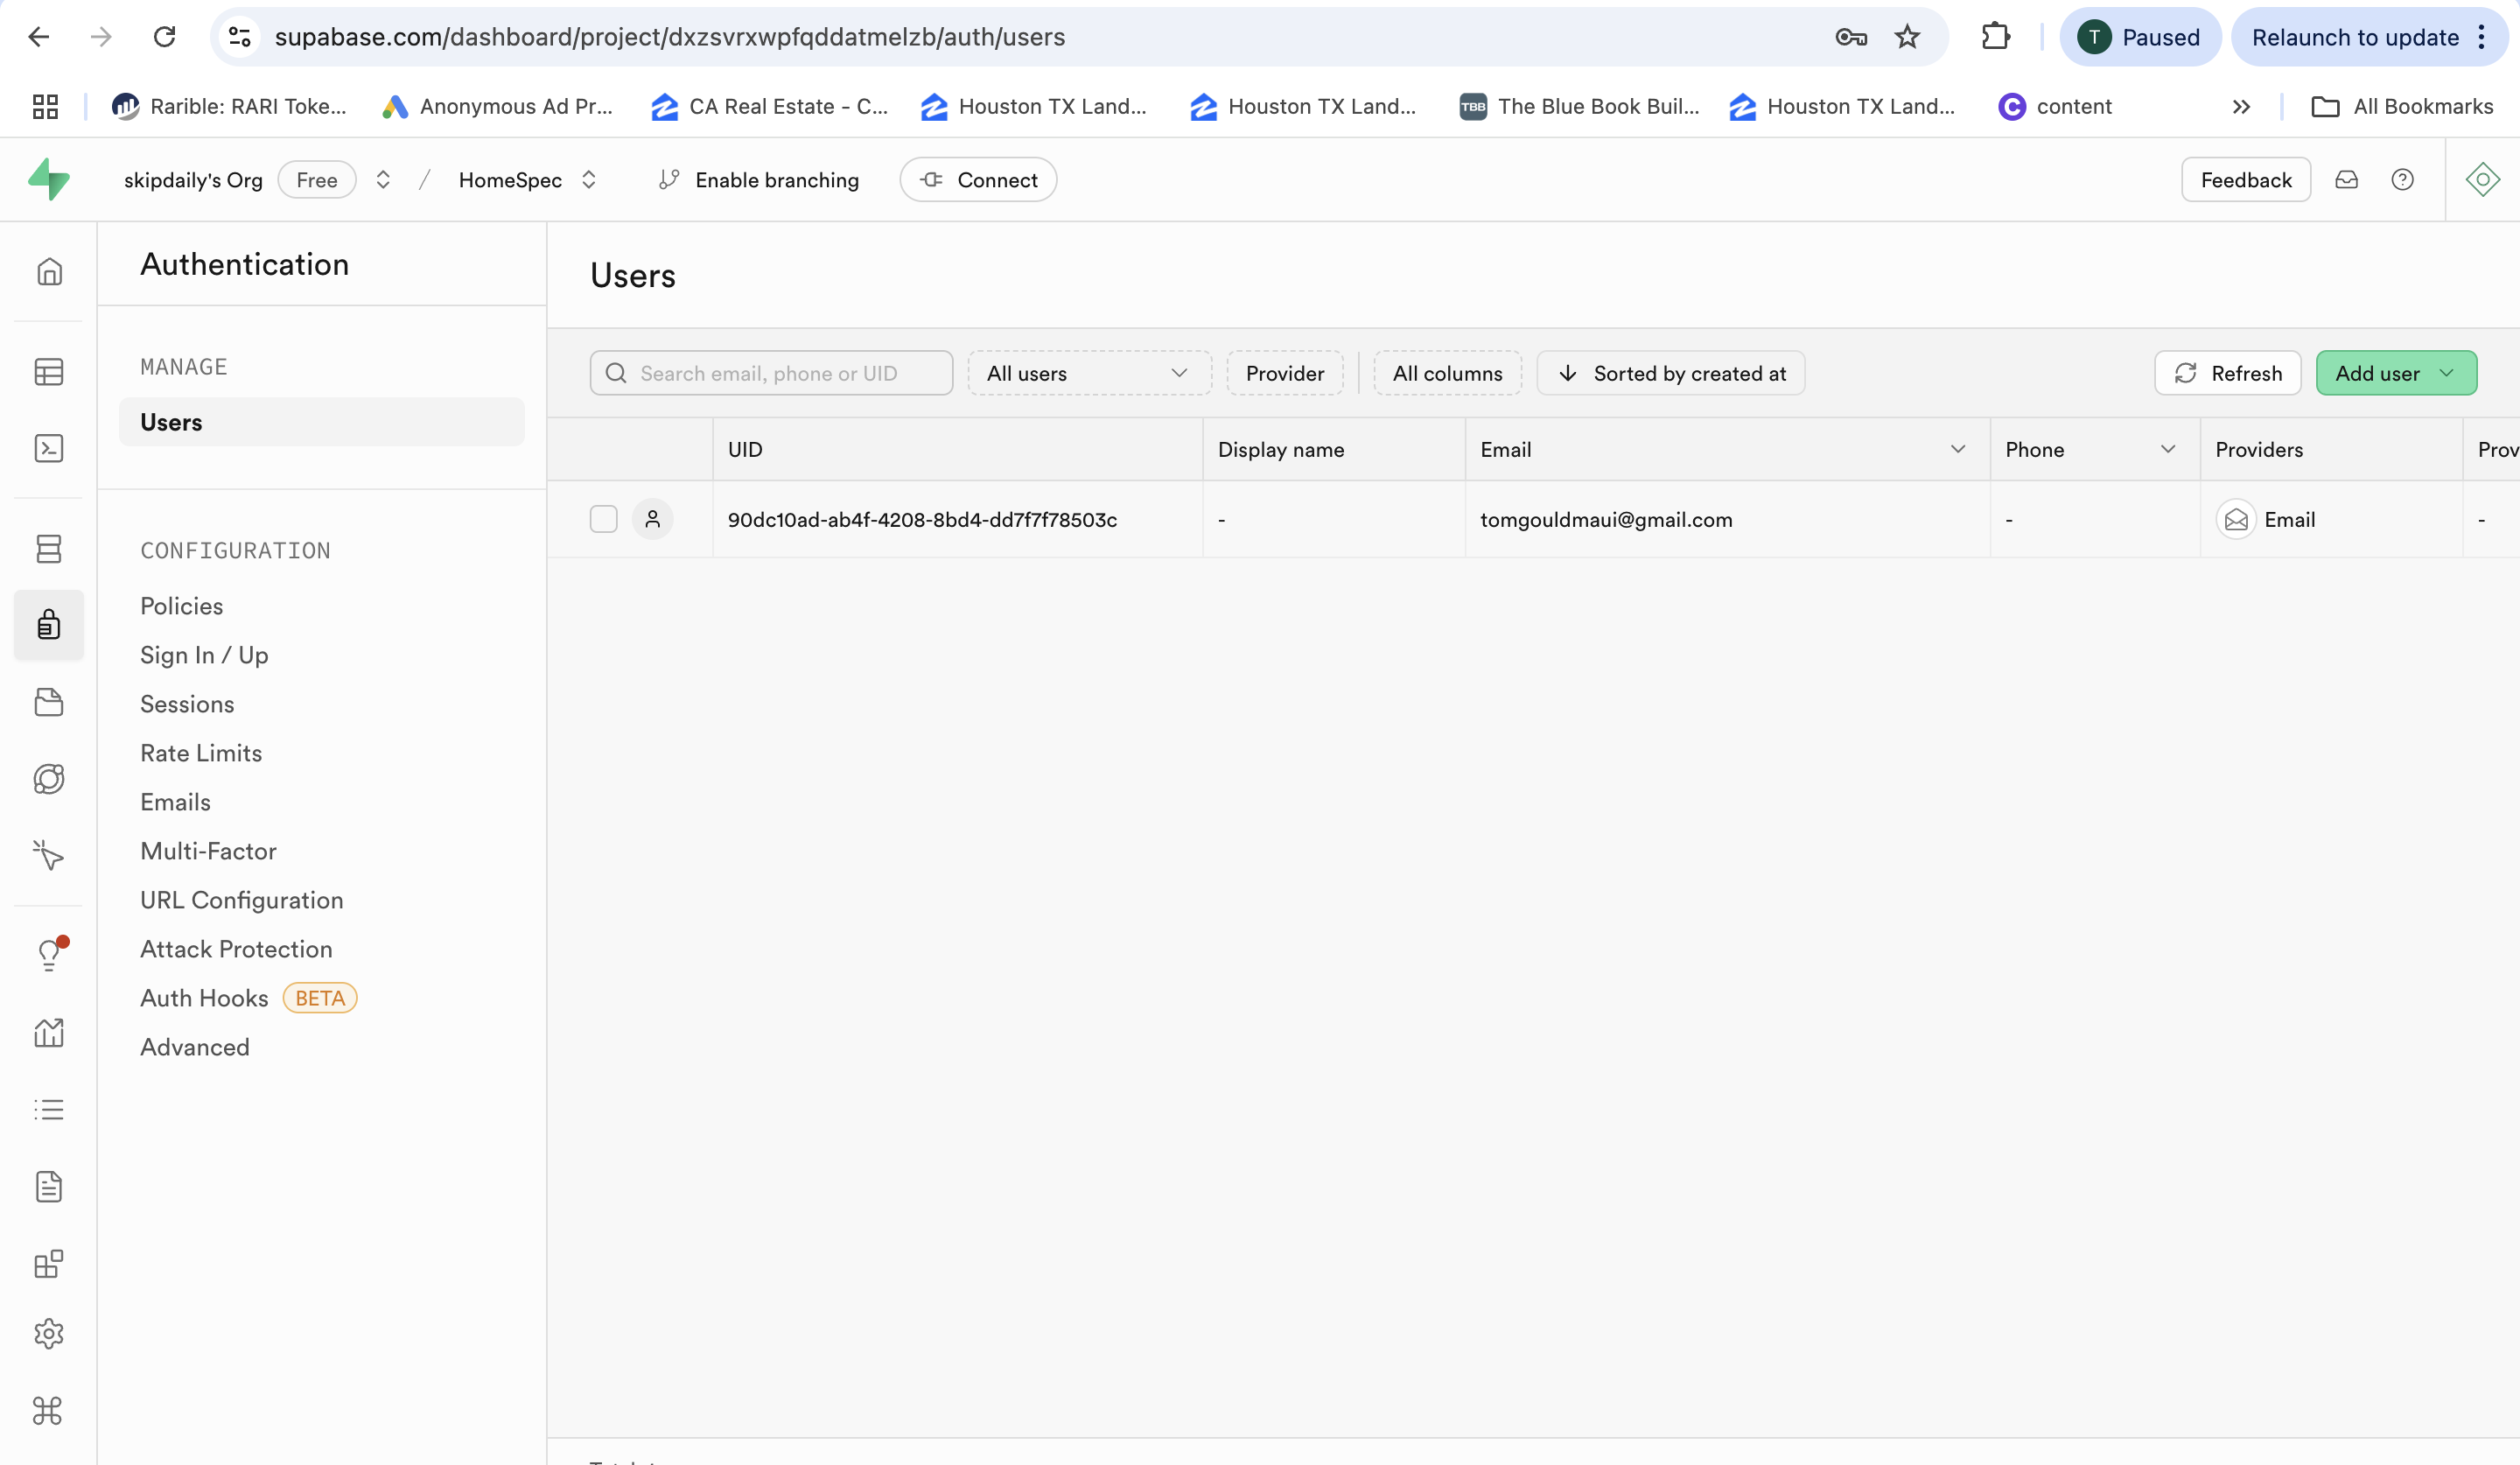 supabase.com/dashboard/project/dxzsvrxwpfqddatmelzb/auth/users
T Paused
Relaunch to update
Rarible: RARI Toke...
Anonymous Ad Pr...
CA Real Estate - C...
Houston TX Land...
Houston TX Land...
TBB The Blue Book Buil...
Houston TX Land...
C content
All Bookmarks
skipdaily's Org Free / HomeSpec Enable branching Connect
Feedback
Authentication
MANAGE
Users
CONFIGURATION
Policies
Sign In / Up
Sessions
Rate Limits
Emails
Multi-Factor
URL Configuration
Attack Protection
Auth Hooks BETA
Advanced
Users
Search email, phone or UID All users Provider All columns Sorted by created at Refresh Add user
UID Display name Email Phone Providers Prov
90dc10ad-ab4f-4208-8bd4-dd7f7f78503c - tomgouldmaui@gmail.com - Email -